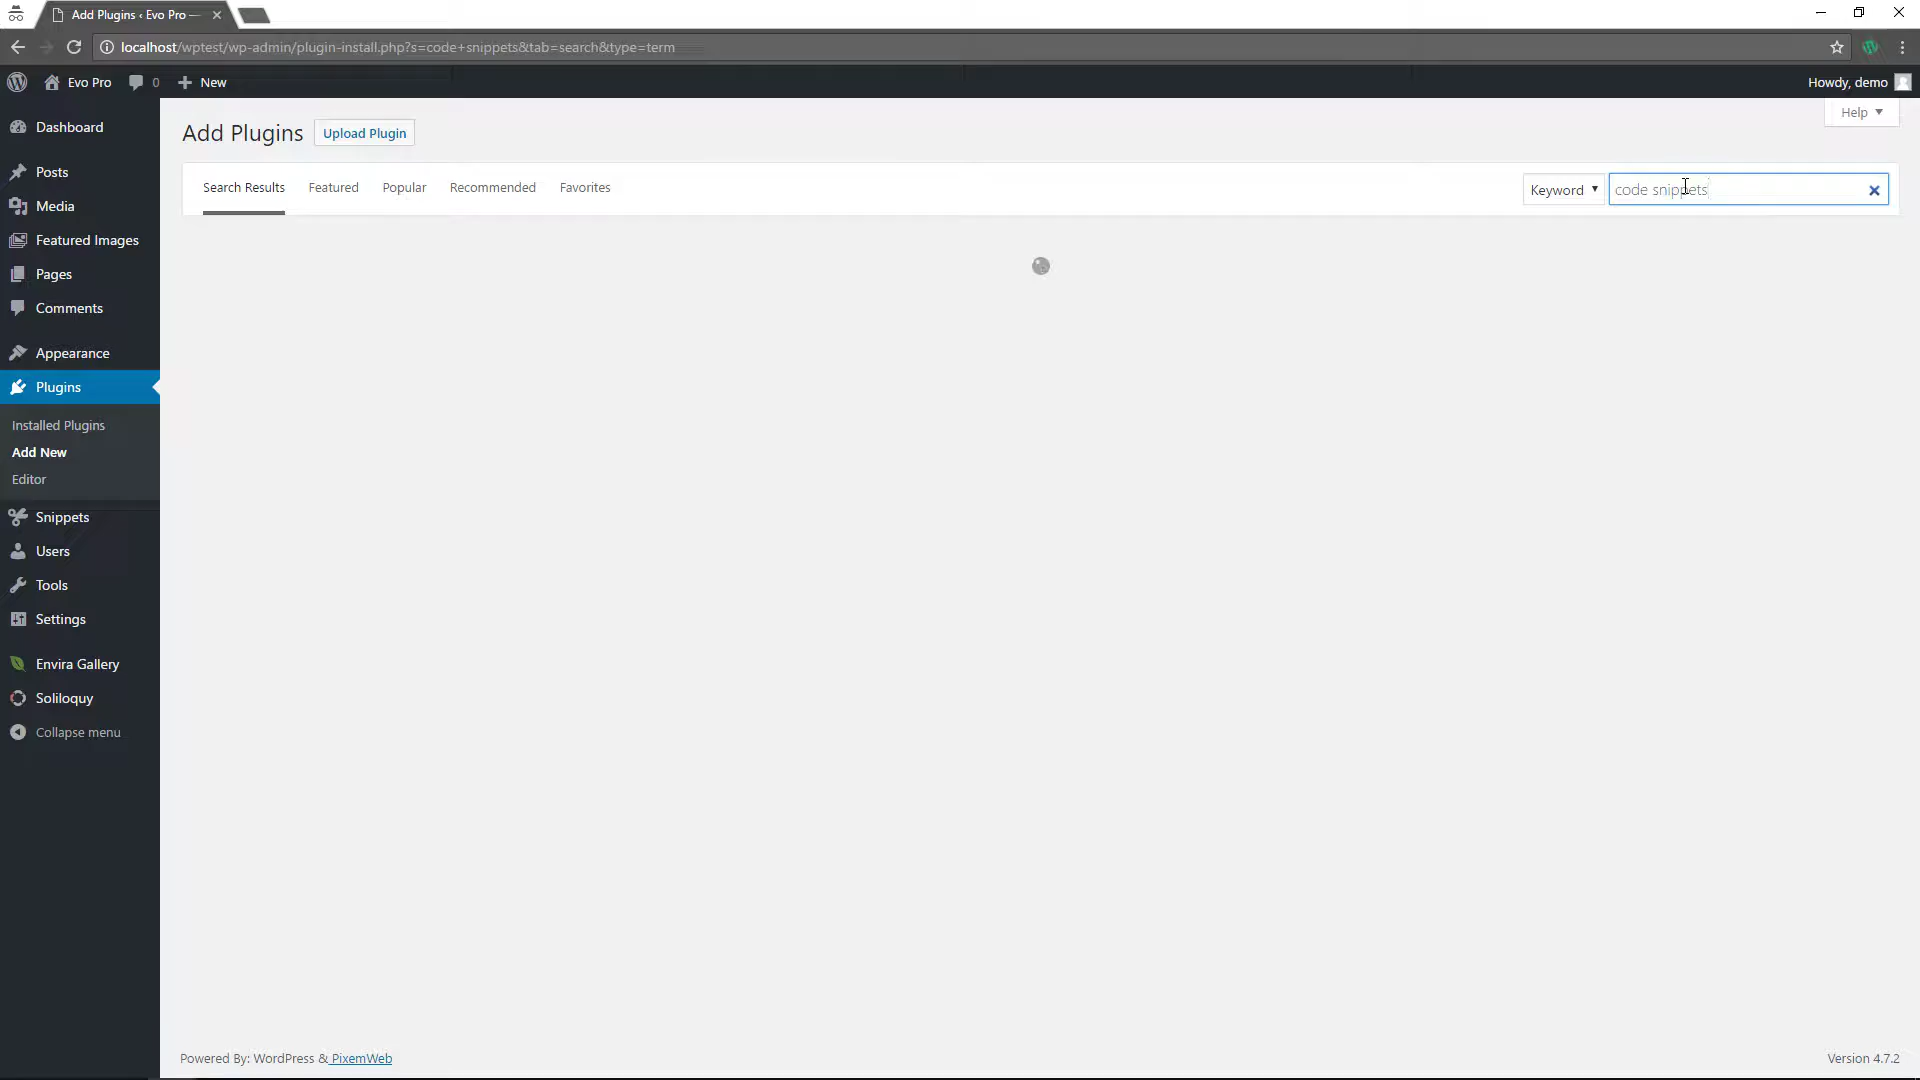 Add Plugins ‹ Evo Pro —
localhost/wptest/wp-admin/plugin-install.php?s=code+snippets&tab=search&type=term
Evo Pro
0
New
Howdy, demo
Dashboard
Posts
Media
Featured Images
Pages
Comments
Appearance
Plugins
Installed Plugins
Add New
Editor
Snippets
Users
Tools
Settings
Envira Gallery
Soliloquy
Collapse menu
Help
Add Plugins
Upload Plugin
Search Results
Featured
Popular
Recommended
Favorites
Keyword
code snippets
Powered By: WordPress & PixemWeb
Version 4.7.2